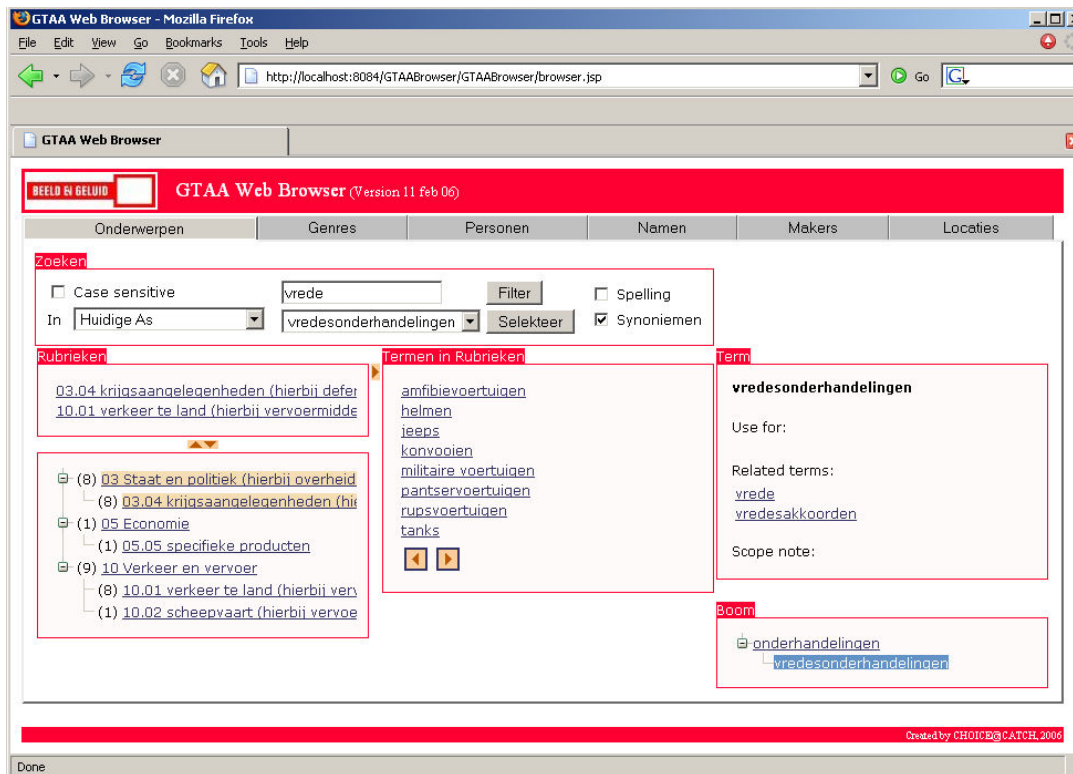 GTAA Web Browser - Mozilla Firefox
File Edit View Go Bookmarks Tools Help
http://localhost:8084/GTAABrowser/GTAABrowser/browser.jsp Go G
GTAA Web Browser
BEELD EN GELUID GTAA Web Browser (Version 11 feb 06)
Onderwerpen Genres Personen Namen Makers Locaties
Zoeken
Case sensitive vrede Filter Spelling
In Huidige As vredesonderhandelingen Selekteer Synoniemen
Rubrieken
03.04 krijgsaangelegenheden (hierbij defer
10.01 verkeer te land (hierbij vervoermidde
(8) 03 Staat en politiek (hierbij overheid
(8) 03.04 krijgsaangelegenheden (hie
(1) 05 Economie
(1) 05.05 specifieke producten
(9) 10 Verkeer en vervoer
(8) 10.01 verkeer te land (hierbij verv
(1) 10.02 scheepvaart (hierbij vervoe
Termen in Rubrieken
amfibievoertuigen
helmen
jeeps
konvooien
militaire voertuigen
pantservoertuigen
rupsvoertuigen
tanks
Term
vredesonderhandelingen
Use for:
Related terms:
vrede
vredesakkoorden
Scope note:
Boom
onderhandelingen
vredesonderhandelingen
Created by CHOICE@CATCH, 2006
Done